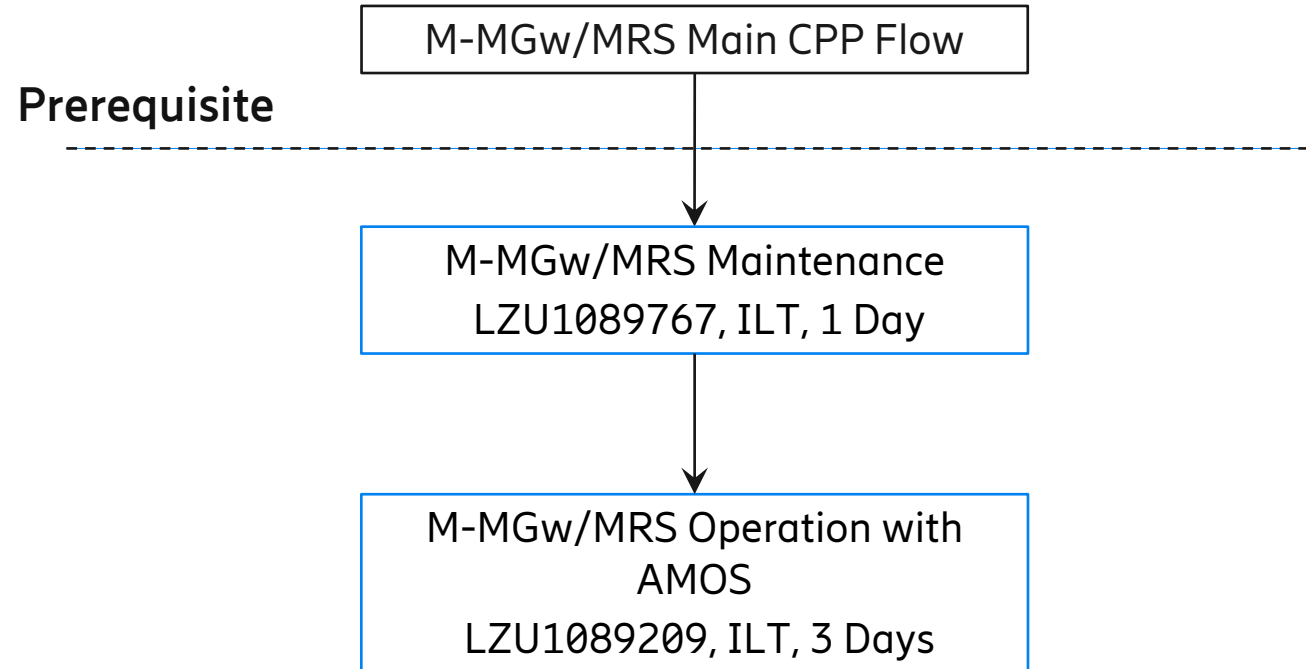 M-MGw/MRS Main CPP Flow
Prerequisite
M-MGw/MRS Maintenance
LZU1089767, ILT, 1 Day
M-MGw/MRS Operation with
AMOS
LZU1089209, ILT, 3 Days